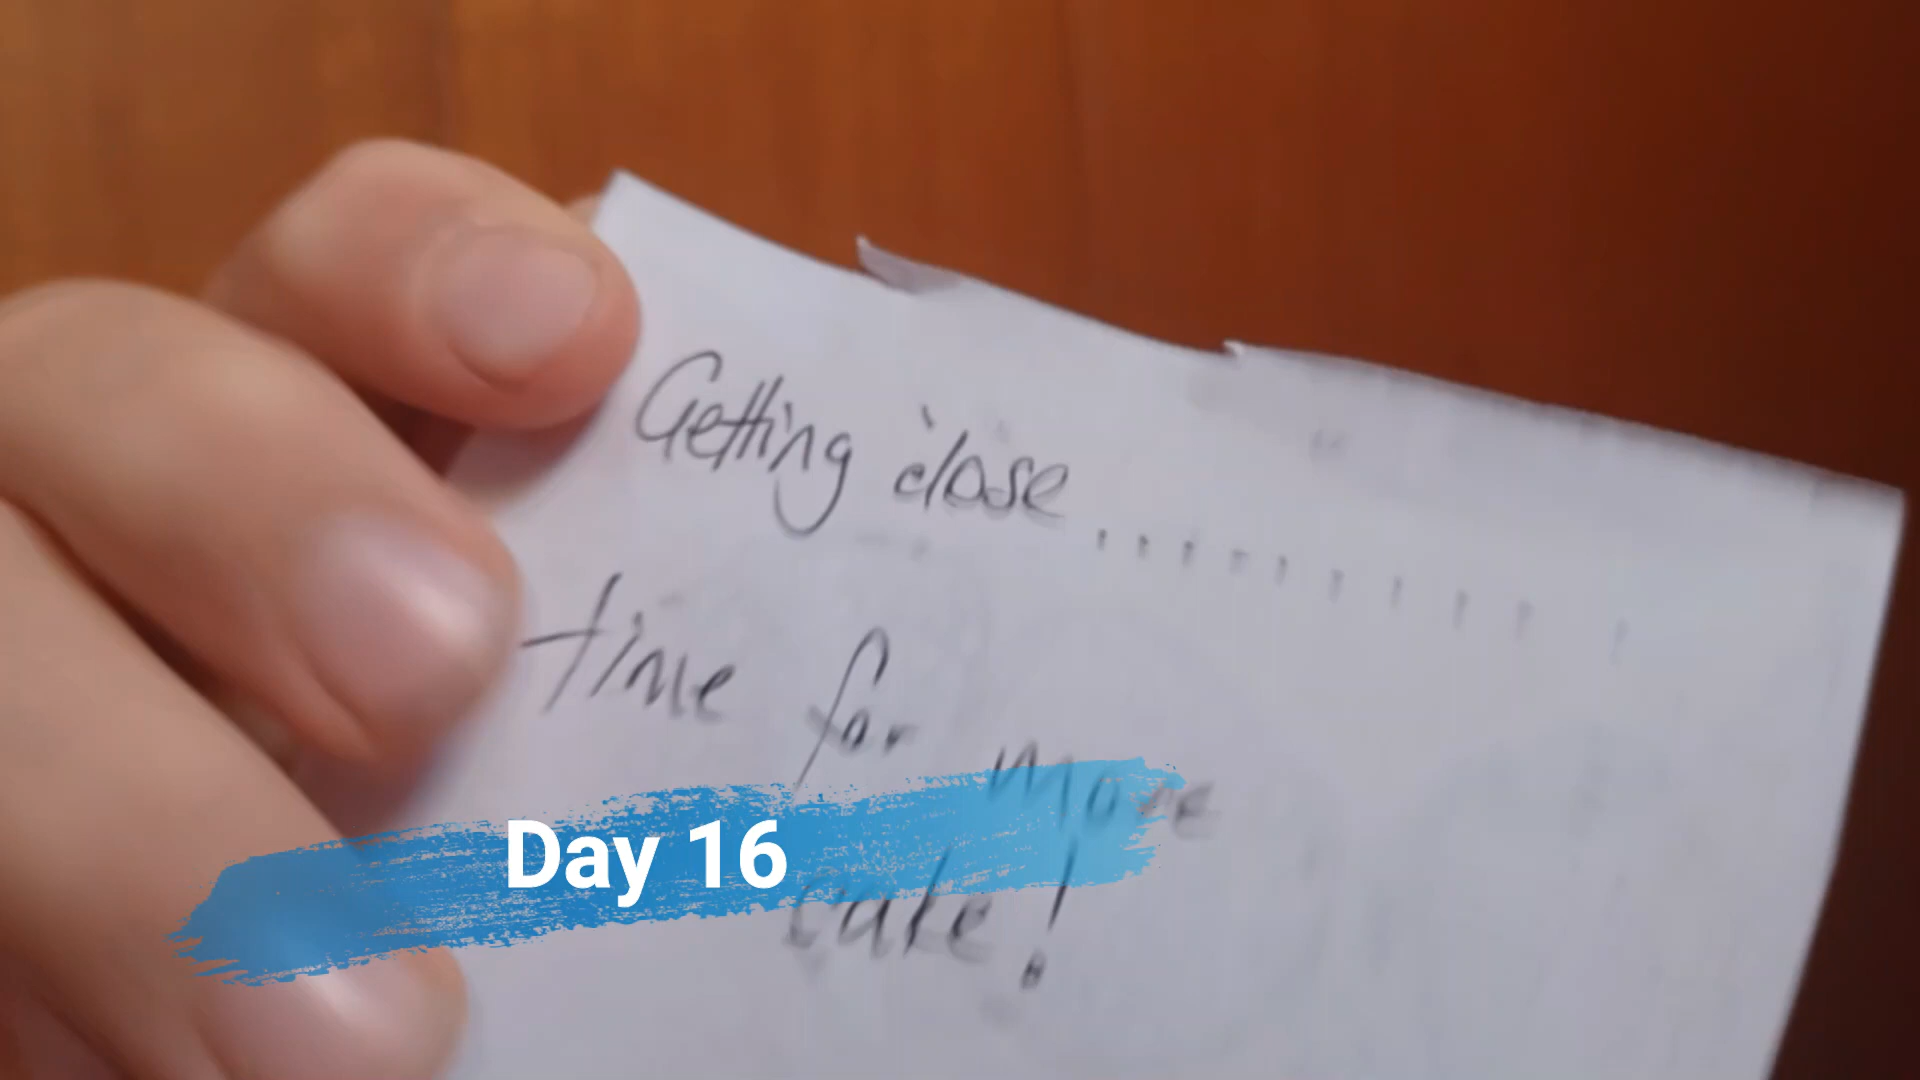 Getting close..........
time for more
cake!
Day 16